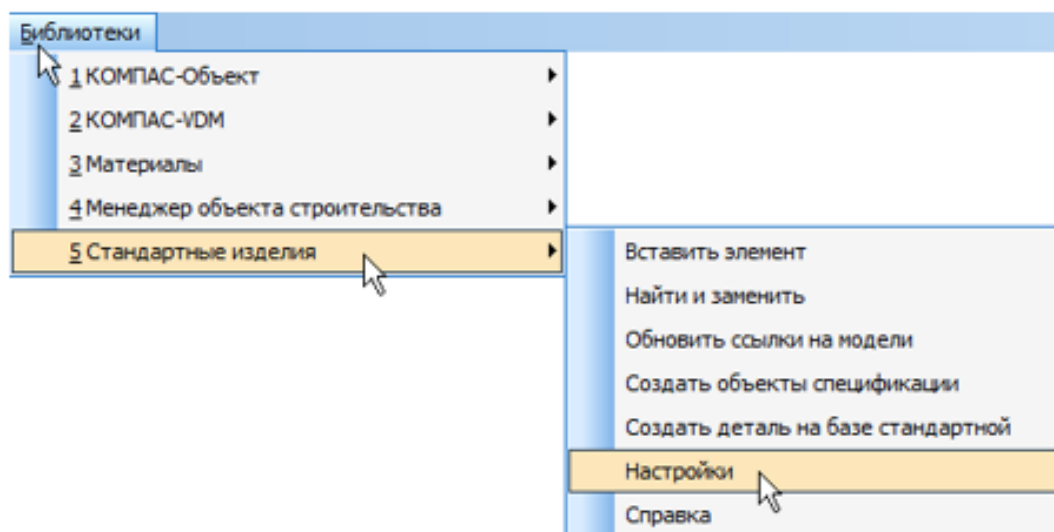 Библиотеки
1 КОМПАС-Объект
2 КОМПАС-VDM
3 Материалы
4 Менеджер объекта строительства
5 Стандартные изделия
Вставить элемент
Найти и заменить
Обновить ссылки на модели
Создать объекты спецификации
Создать деталь на базе стандартной
Настройки
Справка